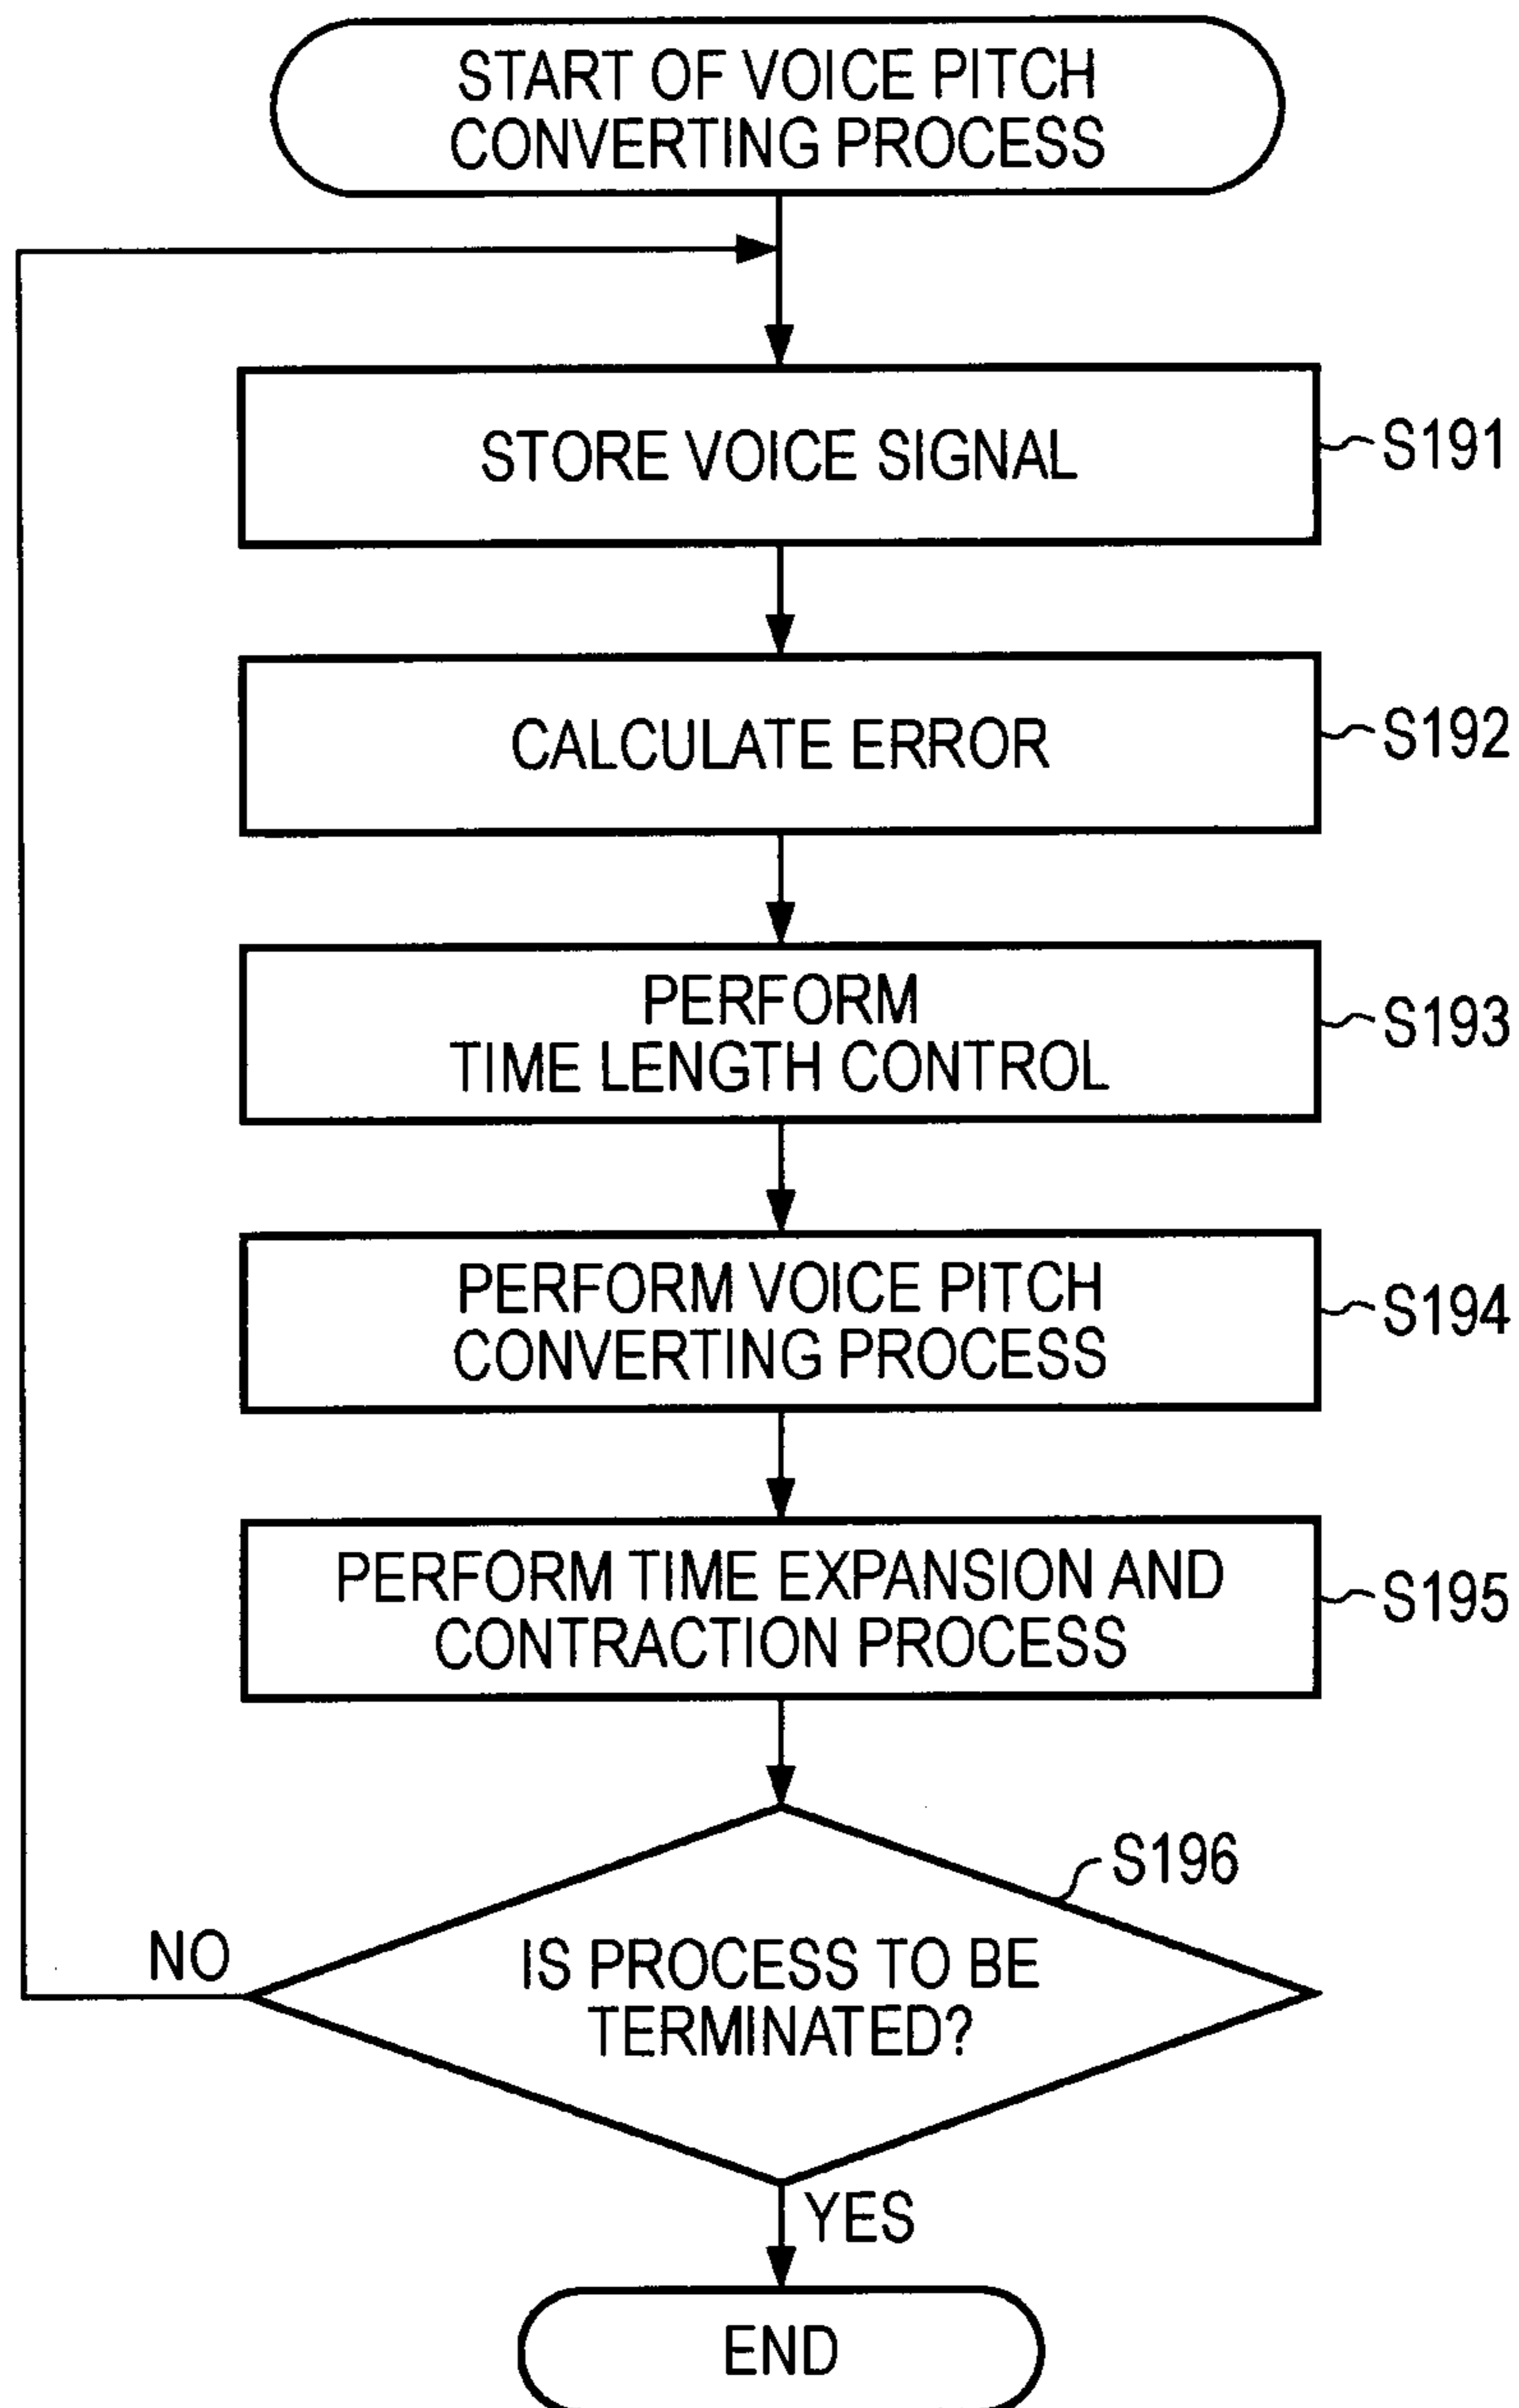 START OF VOICE PITCH
CONVERTING PROCESS
STORE VOICE SIGNAL
S191
CALCULATE ERROR
S192
PERFORM
TIME LENGTH CONTROL
S193
PERFORM VOICE PITCH
CONVERTING PROCESS
S194
PERFORM TIME EXPANSION AND
CONTRACTION PROCESS
S195
S196
NO
IS PROCESS TO BE
TERMINATED?
YES
END